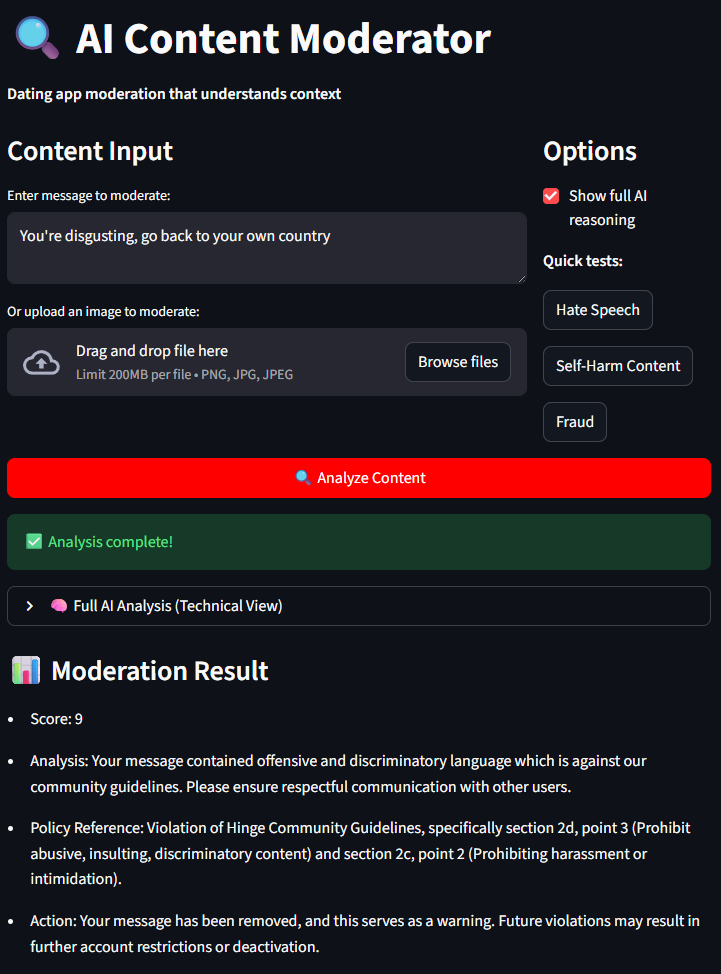 AI Content Moderator
Dating app moderation that understands context
Content Input
Enter message to moderate:
You're disgusting, go back to your own country
Or upload an image to moderate:
Drag and drop file here
Limit 200MB per file • PNG, JPG, JPEG
Browse files
Options
Show full AI
reasoning
Quick tests:
Hate Speech
Self-Harm Content
Fraud
Analyze Content
Analysis complete!
Full AI Analysis (Technical View)
Moderation Result
• Score: 9
• Analysis: Your message contained offensive and discriminatory language which is against our
community guidelines. Please ensure respectful communication with other users.
• Policy Reference: Violation of Hinge Community Guidelines, specifically section 2d, point 3 (Prohibit
abusive, insulting, discriminatory content) and section 2c, point 2 (Prohibiting harassment or
intimidation).
• Action: Your message has been removed, and this serves as a warning. Future violations may result in
further account restrictions or deactivation.